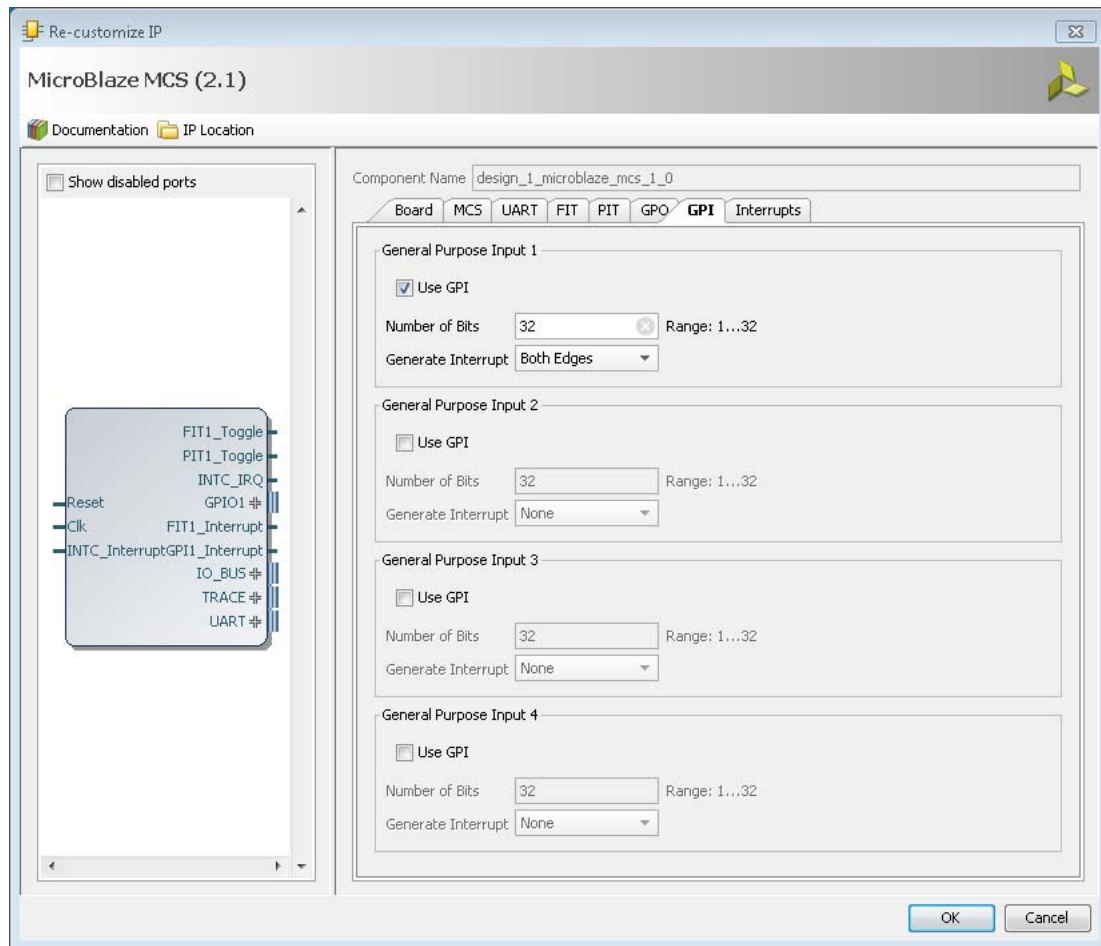 Re-customize IP
MicroBlaze MCS (2.1)
Documentation IP Location
Show disabled ports
FIT1_Toggle
PIT1_Toggle
INTC_IRQ
Reset GPIO1
Clk FIT1_Interrupt
INTC_InterruptGPI1_Interrupt
IO_BUS
TRACE
UART
Component Name design_1_microblaze_mcs_1_0
Board MCS UART FIT PIT GPO GPI Interrupts
General Purpose Input 1
Use GPI
Number of Bits 32 Range: 1...32
Generate Interrupt Both Edges
General Purpose Input 2
Use GPI
Number of Bits 32 Range: 1...32
Generate Interrupt None
General Purpose Input 3
Use GPI
Number of Bits 32 Range: 1...32
Generate Interrupt None
General Purpose Input 4
Use GPI
Number of Bits 32 Range: 1...32
Generate Interrupt None
OK Cancel